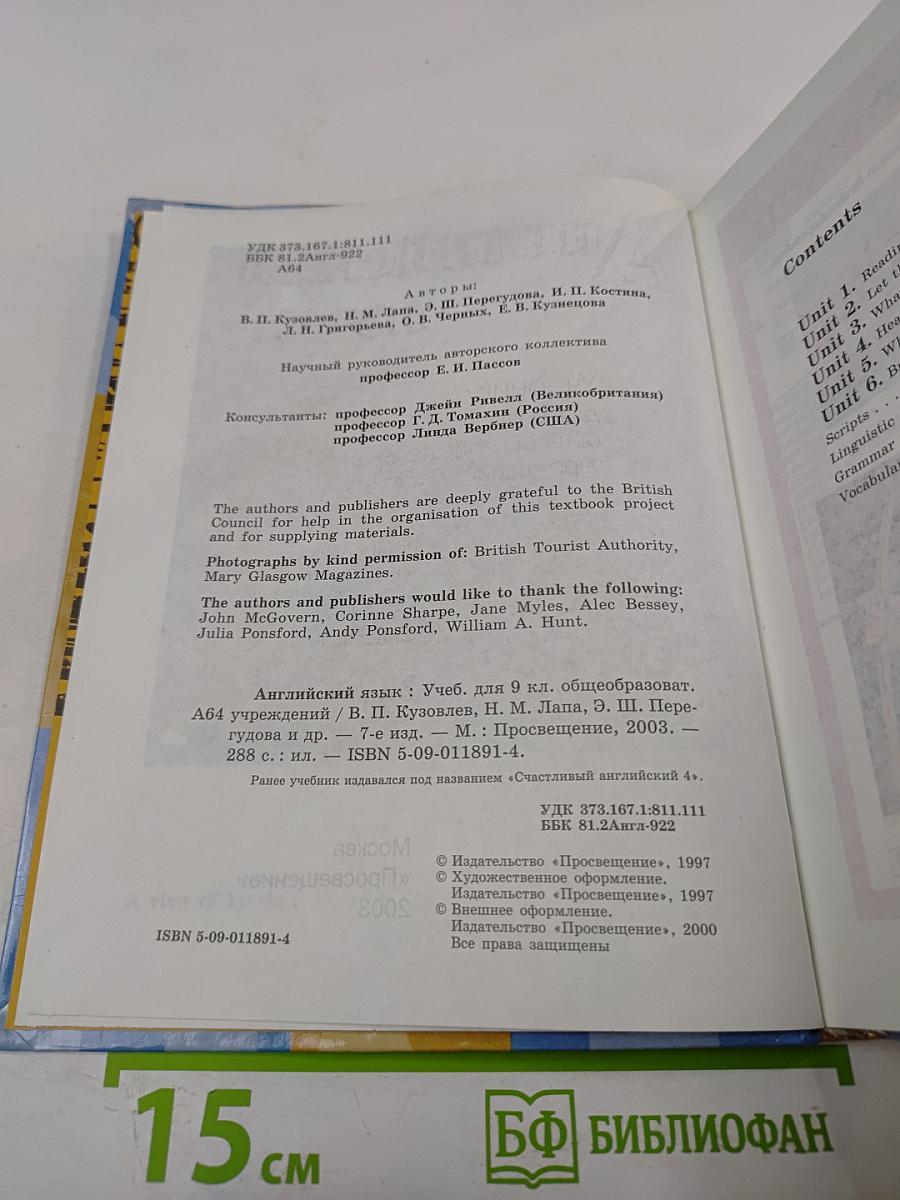 УДК 373.167.1:811.111
ББК 81.2Англ-922
А64
Авторы:
В. П. Кузовлев, Н. М. Лапа, Э. Ш. Перегудова, И. П. Костина,
Л. Н. Григорьева, О. В. Черных, Е. В. Кузнецова
Научный руководитель авторского коллектива
профессор Е. И. Пассов
Консультанты: профессор Джейн Ривелл (Великобритания)
профессор Г. Д. Томахин (Россия)
профессор Линда Вербнер (США)
The authors and publishers are deeply grateful to the British
Council for help in the organisation of this textbook project
and for supplying materials.
Photographs by kind permission of: British Tourist Authority,
Mary Glasgow Magazines.
The authors and publishers would like to thank the following:
John McGovern, Corinne Sharpe, Jane Myles, Alec Bessey,
Julia Ponsford, Andy Ponsford, William A. Hunt.
Английский язык : Учеб. для 9 кл. общеобразоват.
А64 учреждений / В. П. Кузовлев, Н. М. Лапа, Э. Ш. Пере-
гудова и др. — 7-е изд. — М. : Просвещение, 2003. —
288 с. : ил. — ISBN 5-09-011891-4.
Ранее учебник издавался под названием «Счастливый английский 4».
УДК 373.167.1:811.111
ББК 81.2Англ-922
© Издательство «Просвещение», 1997
© Художественное оформление.
Издательство «Просвещение», 1997
© Внешнее оформление.
Издательство «Просвещение», 2000
Все права защищены
ISBN 5-09-011891-4
Contents
Unit 1. Readin
Unit 2. Let th
Unit 3. Wha
Unit 4. Hea
Unit 5. Wh
Unit 6. B
Scripts . . .
Linguistic
Grammar
Vocabular
15 см
БФ БИБЛИОФАН